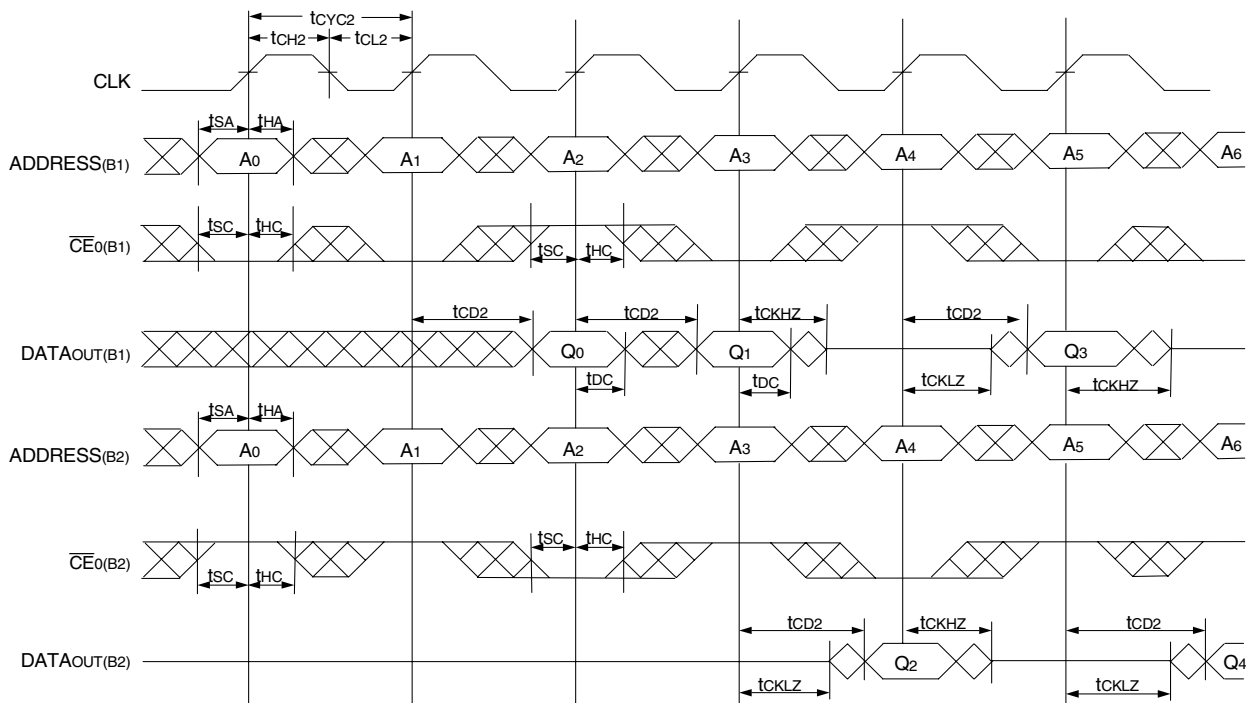 tCYC2
tCH2 tCL2
CLK
tSA tHA
ADDRESS(B1) A0 A1 A2 A3 A4 A5 A6
tSC tHC tSC tHC
CE0(B1)
tCD2 tCD2 tCKHZ tCD2
DATAOUT(B1) Q0 Q1 Q3
tDC tDC tCKLZ tCKHZ
tSA tHA
ADDRESS(B2) A0 A1 A2 A3 A4 A5 A6
tSC tHC
CE0(B2)
tSC tHC
tCD2 tCKHZ tCD2
DATAOUT(B2) Q2 Q4
tCKLZ tCKLZ